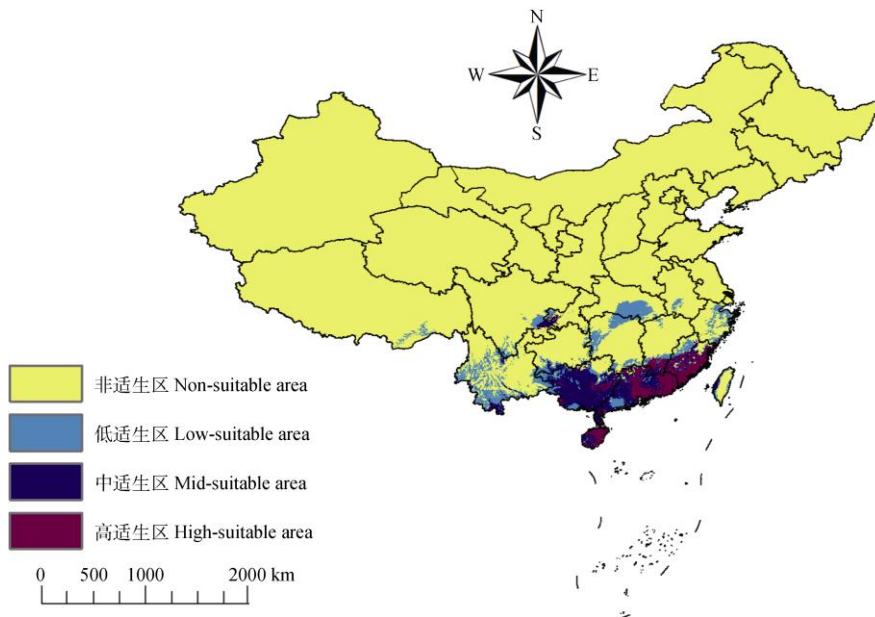 N
W E
S
非适生区 Non-suitable area
低适生区 Low-suitable area
中适生区 Mid-suitable area
高适生区 High-suitable area
0 500 1000 2000 km